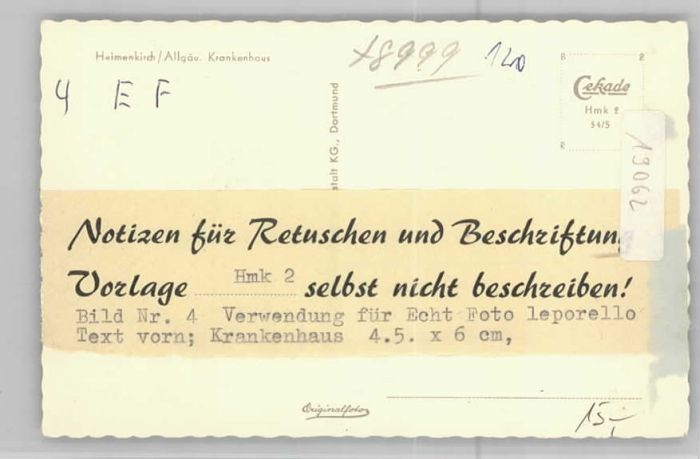 Heimenkirch/Allgäu. Krankenhaus
x8999 120
4 E F
Cekade
Hmk 2
54/5
stalt KG., Dortmund
19062
Notizen für Retuschen und Beschriftun
Vorlage Hmk 2 selbst nicht beschreiben!
Bild Nr. 4 Verwendung für Echt Foto leporello
Text vorn; Krankenhaus 4.5. x 6 cm,
Originalfoto
15,-